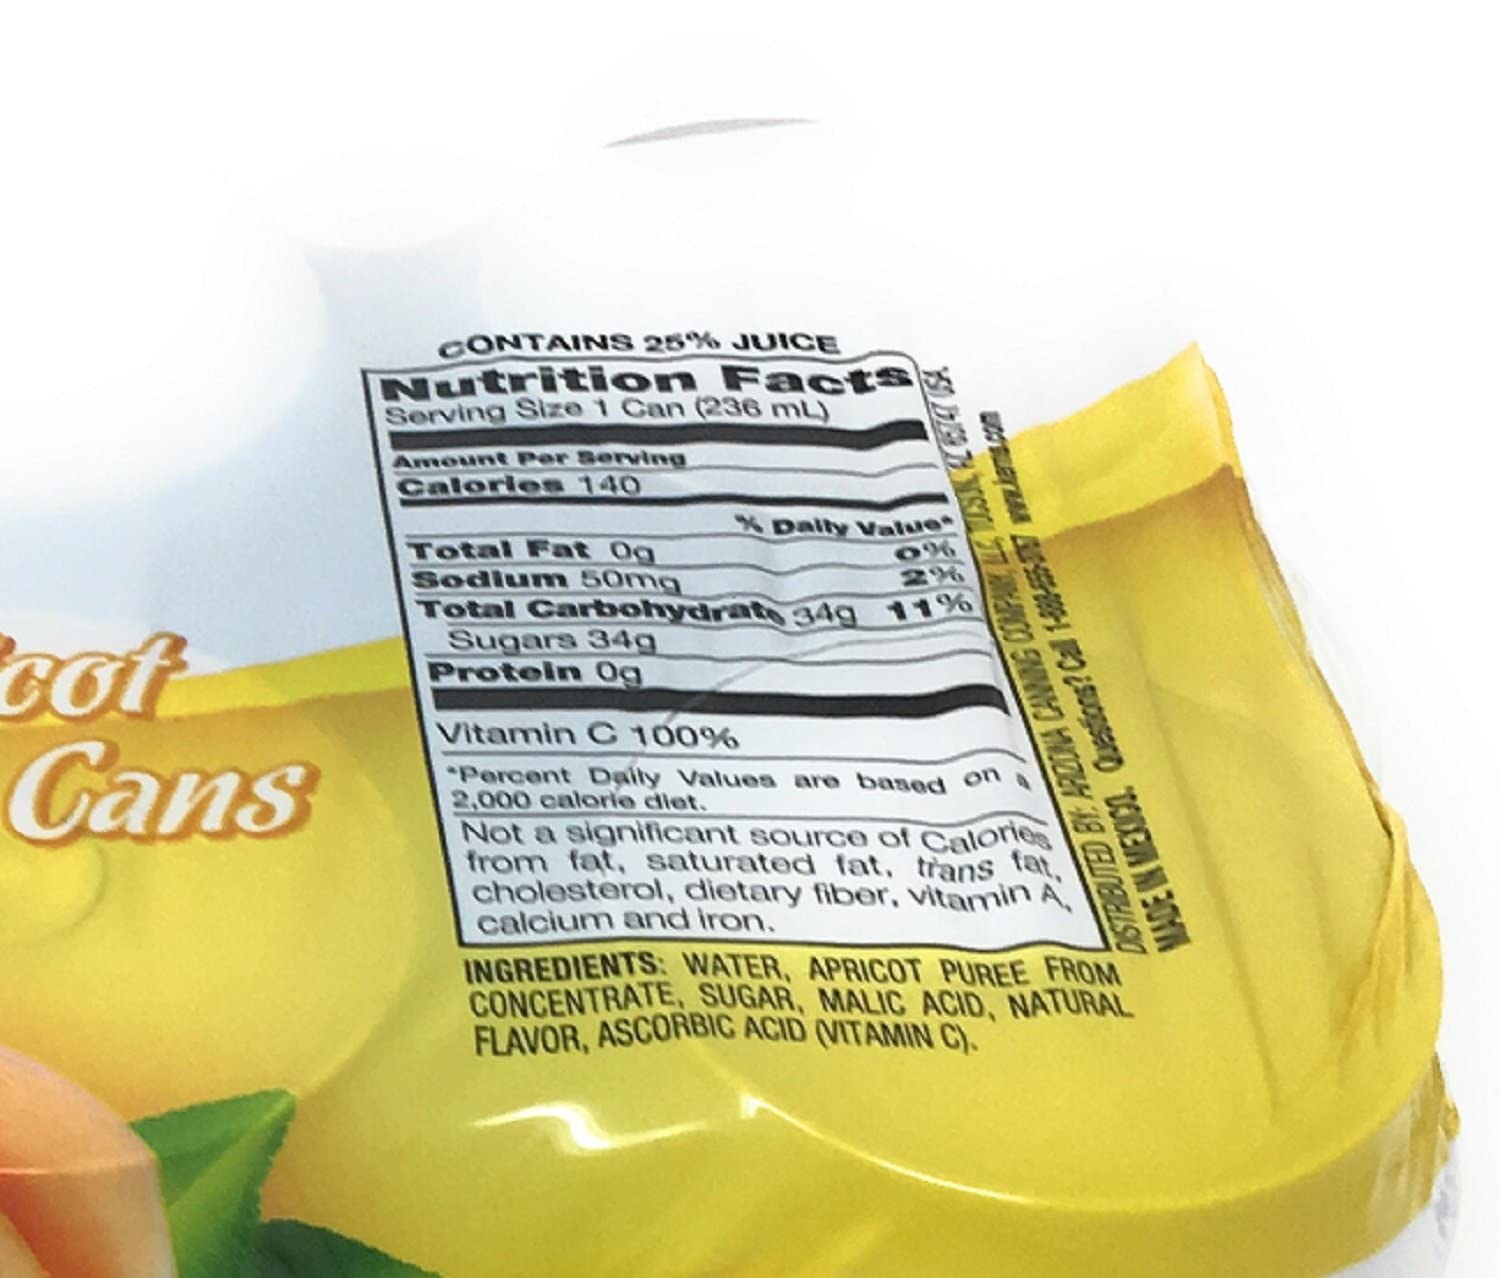 cot
Cans
CONTAINS 25% JUICE
Nutrition Facts
Serving Size 1 Can (236 mL)
Amount Per Serving
Calories 140
% Daily Value*
Total Fat 0g 0%
Sodium 50mg 2%
Total Carbohydrate 34g 11%
Sugars 34g
Protein 0g
Vitamin C 100%
*Percent Daily Values are based on a
2,000 calorie diet.
Not a significant source of Calories
from fat, saturated fat, trans fat,
cholesterol, dietary fiber, vitamin A,
calcium and iron.
INGREDIENTS: WATER, APRICOT PUREE FROM
CONCENTRATE, SUGAR, MALIC ACID, NATURAL
FLAVOR, ASCORBIC ACID (VITAMIN C).
DISTRIBUTED BY: ARIZONA CANNING COMPANY, LLC, TUCSON, USA
MADE IN MEXICO. Questions? Call